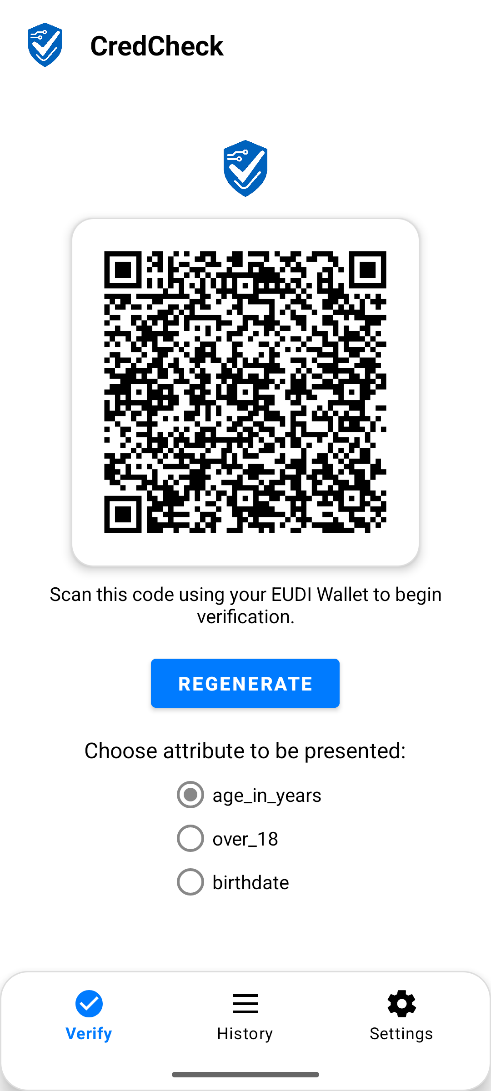 CredCheck
Scan this code using your EUDI Wallet to begin
verification.
REGENERATE
Choose attribute to be presented:
age_in_years
over_18
birthdate
Verify
History
Settings